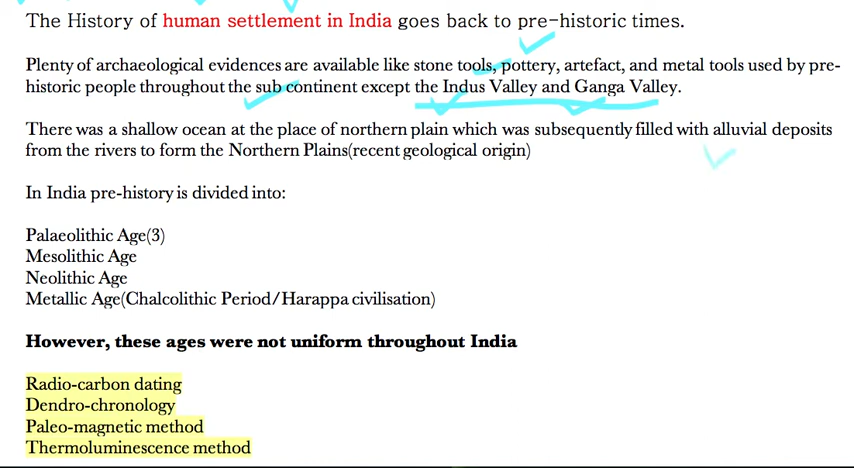 The History of human settlement in India goes back to pre-historic times.
Plenty of archaeological evidences are available like stone tools, pottery, artefact, and metal tools used by pre-
historic people throughout the sub continent except the Indus Valley and Ganga Valley.
There was a shallow ocean at the place of northern plain which was subsequently filled with alluvial deposits
from the rivers to form the Northern Plains(recent geological origin)
In India pre-history is divided into:
Palaeolithic Age(3)
Mesolithic Age
Neolithic Age
Metallic Age(Chalcolithic Period/Harappa civilisation)
However, these ages were not uniform throughout India
Radio-carbon dating
Dendro-chronology
Paleo-magnetic method
Thermoluminescence method